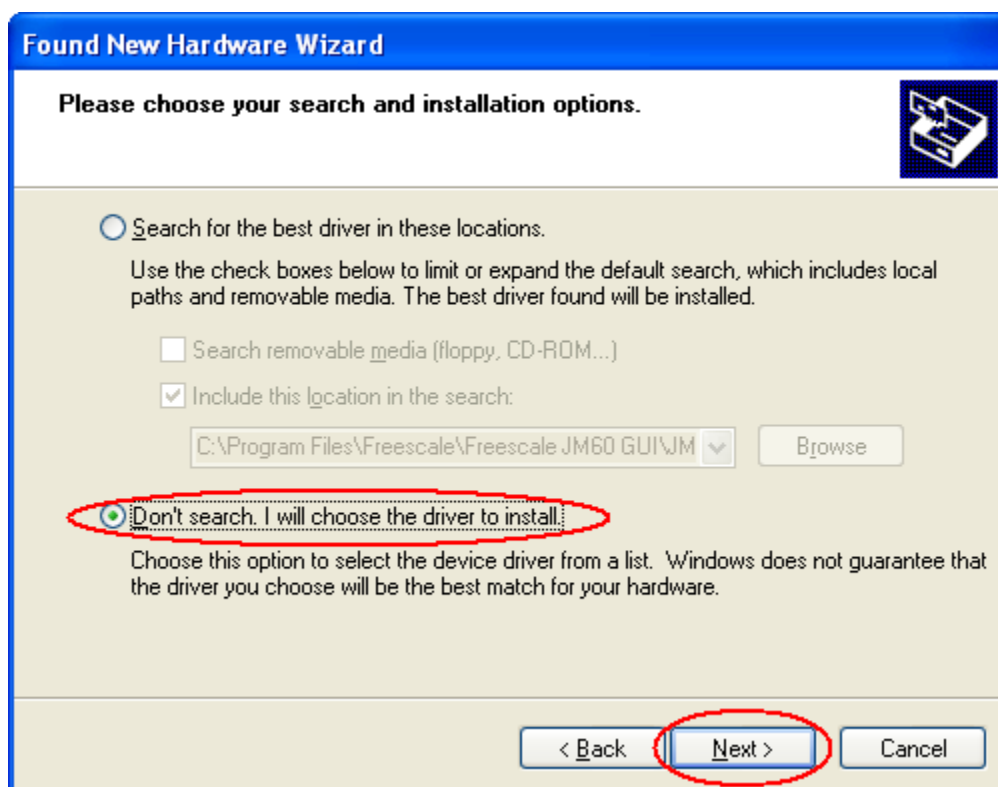 Found New Hardware Wizard
Please choose your search and installation options.
Search for the best driver in these locations.
Use the check boxes below to limit or expand the default search, which includes local
paths and removable media. The best driver found will be installed.
Search removable media (floppy, CD-ROM...)
Include this location in the search:
C:\Program Files\Freescale\Freescale JM60 GUI\JM
Browse
Don't search. I will choose the driver to install.
Choose this option to select the device driver from a list. Windows does not guarantee that
the driver you choose will be the best match for your hardware.
< Back
Next >
Cancel